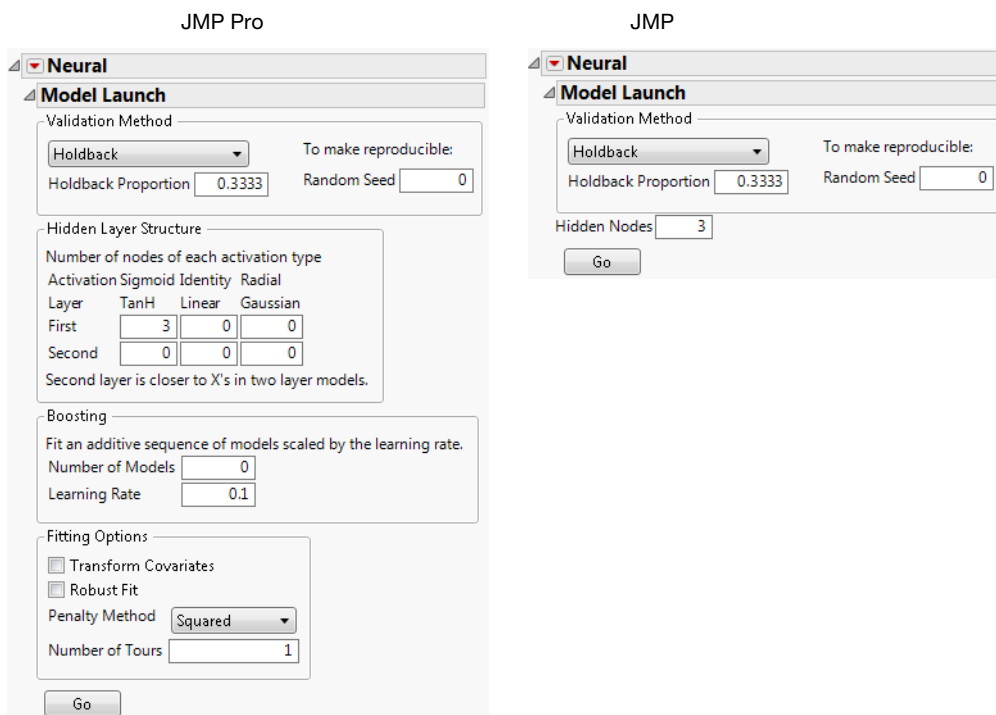 JMP Pro
Neural
Model Launch
Validation Method
Holdback
To make reproducible:
Holdback Proportion 0.3333
Random Seed 0
Hidden Layer Structure
Number of nodes of each activation type
Activation Sigmoid Identity Radial
Layer TanH Linear Gaussian
First 3 0 0
Second 0 0 0
Second layer is closer to X's in two layer models.
Boosting
Fit an additive sequence of models scaled by the learning rate.
Number of Models 0
Learning Rate 0.1
Fitting Options
Transform Covariates
Robust Fit
Penalty Method Squared
Number of Tours 1
Go
JMP
Neural
Model Launch
Validation Method
Holdback
To make reproducible:
Holdback Proportion 0.3333
Random Seed 0
Hidden Nodes 3
Go